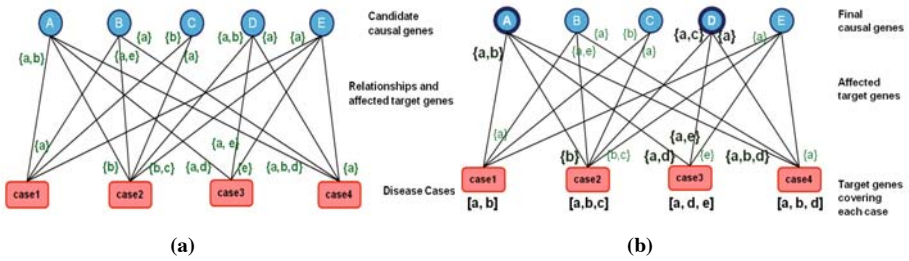 A B C D E
Candidate causal genes
{a,b} {a} {b} {a,b} {a} {a}
{a,e} {a}
Relationships and affected target genes
{a} {b} {b,c} {a,d} {a, e} {e} {a,b,d} {a}
case1 case2 case3 case4
Disease Cases
(a)
A B C D E
Final causal genes
{a,b} {a} {b} {a,c} {a} {a}
{a,e} {a}
Affected target genes
{a} {b} {b,c} {a,d} {a,e} {e} {a,b,d} {a}
case1 case2 case3 case4
[a, b] [a,b,c] [a, d, e] [a, b, d]
Target genes covering each case
(b)